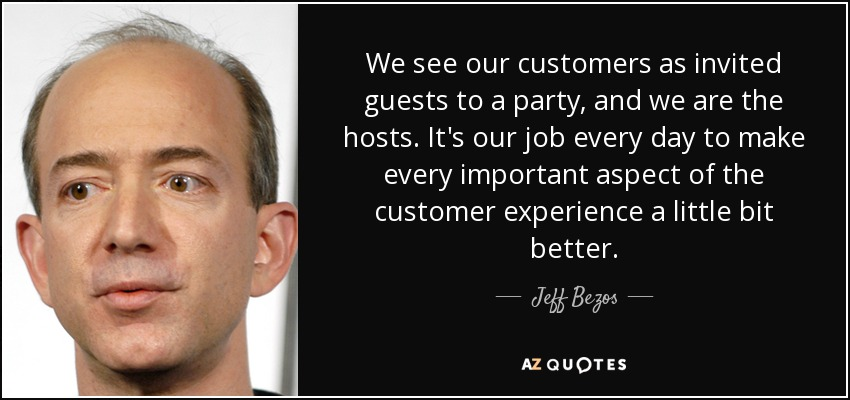 We see our customers as invited
guests to a party, and we are the
hosts. It's our job every day to make
every important aspect of the
customer experience a little bit
better.
Jeff Bezos
AZ QUOTES